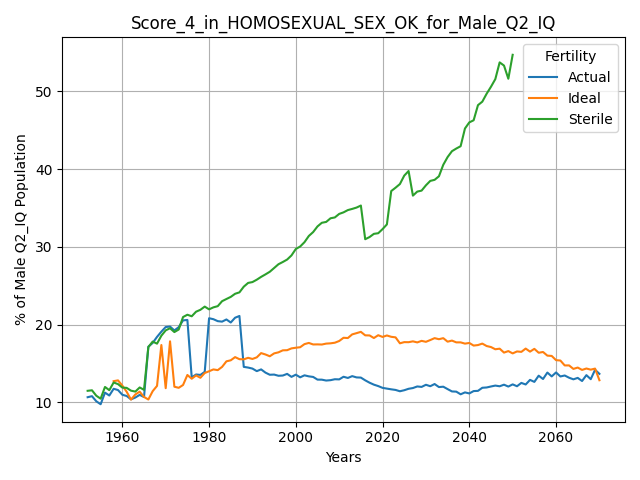 Score_4_in_HOMOSEXUAL_SEX_OK_for_Male_Q2_IQ
Fertility
Actual
Ideal
Sterile
% of Male Q2_IQ Population
50
40
30
20
10
1960 1980 2000 2020 2040 2060
Years